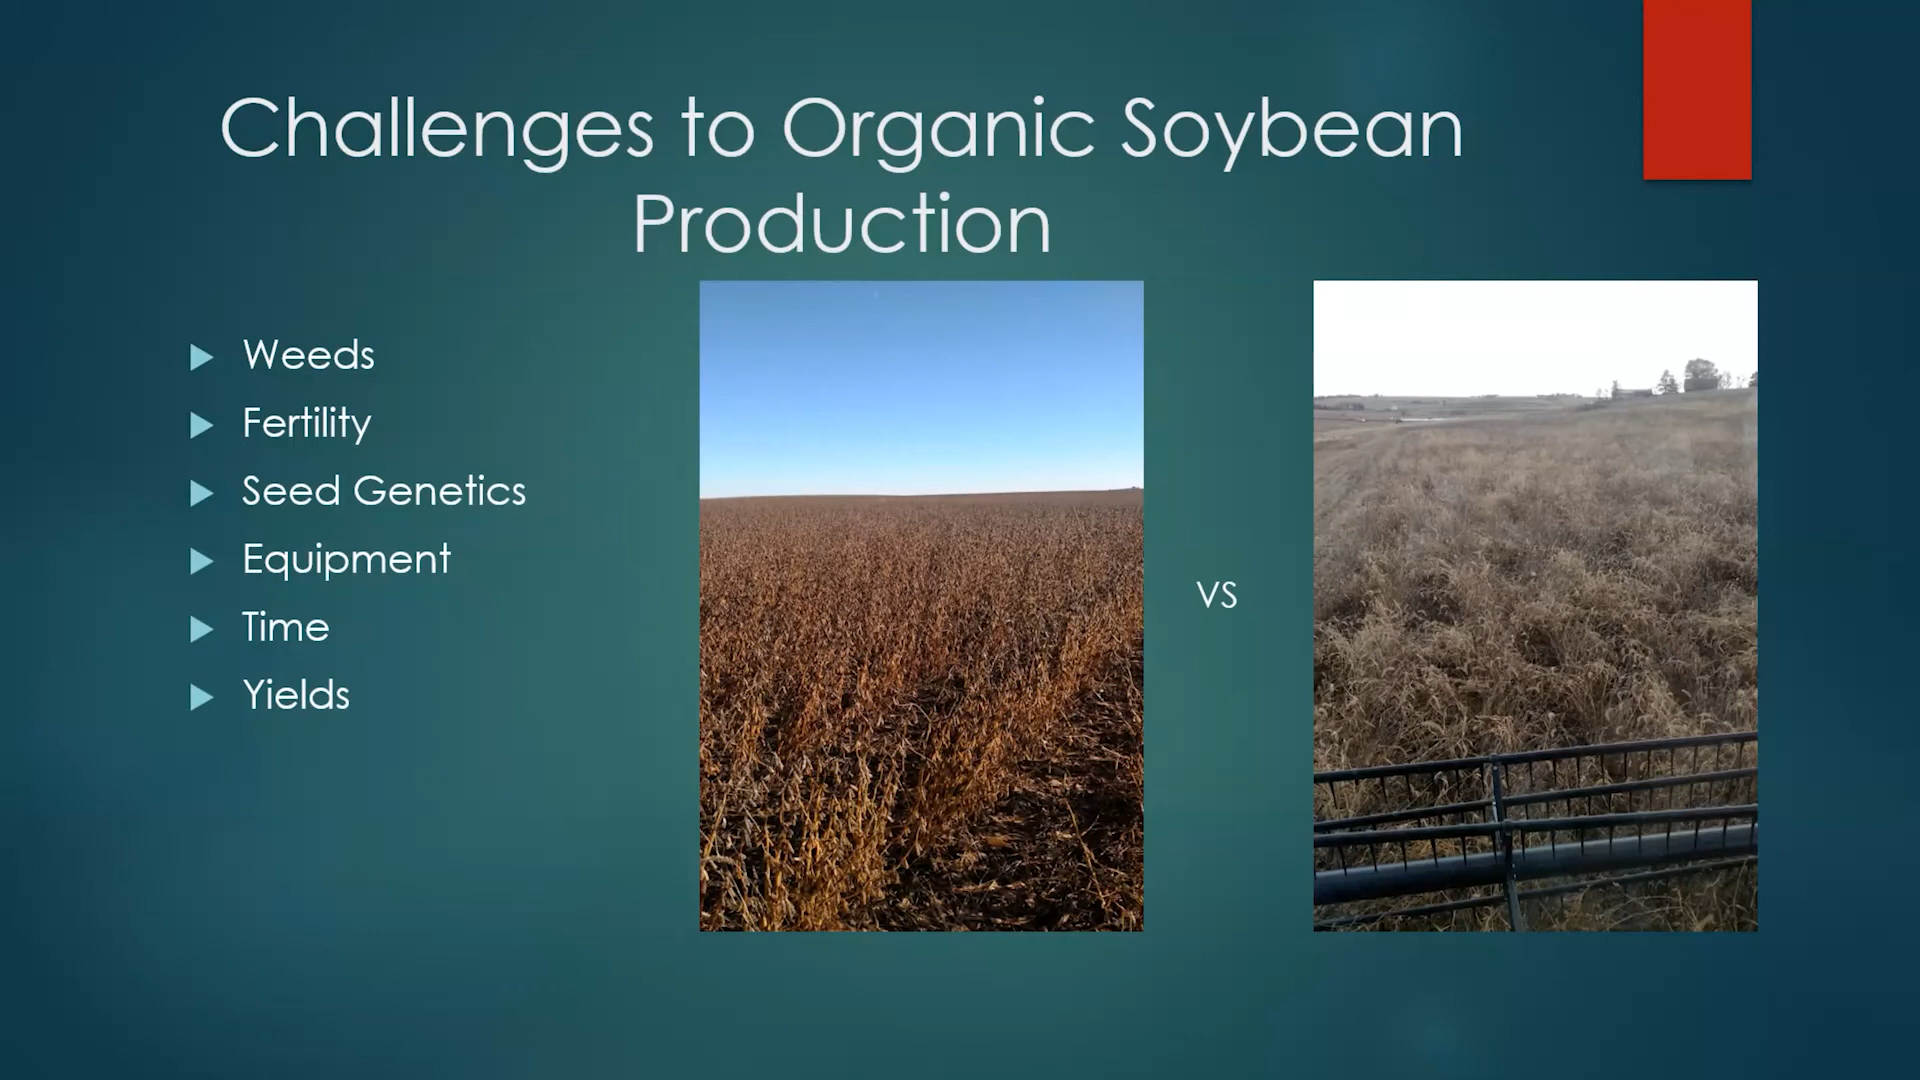 Challenges to Organic Soybean
Production
Weeds
Fertility
Seed Genetics
Equipment
Time
Yields
vs